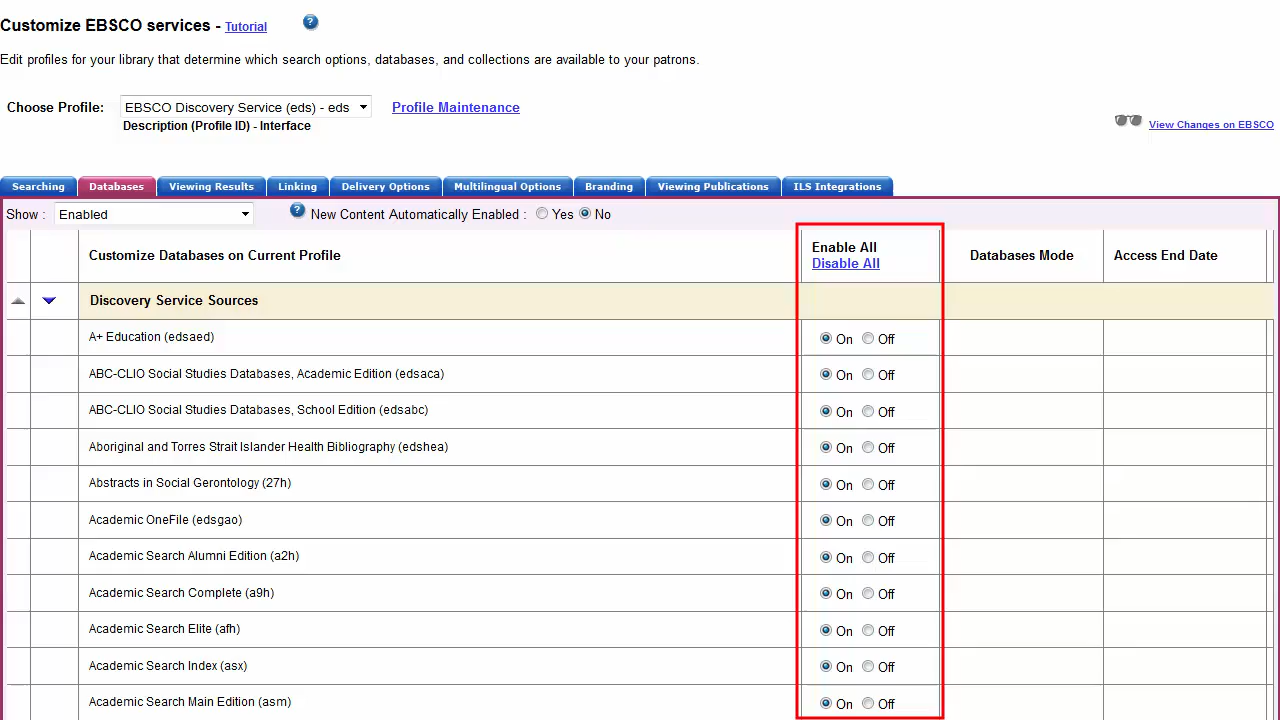 Customize EBSCO services - Tutorial ?
Edit profiles for your library that determine which search options, databases, and collections are available to your patrons.
Choose Profile: EBSCO Discovery Service (eds) - eds Profile Maintenance
Description (Profile ID) - Interface
View Changes on EBSCO
Searching Databases Viewing Results Linking Delivery Options Multilingual Options Branding Viewing Publications ILS Integrations
Show : Enabled ? New Content Automatically Enabled : Yes No
Customize Databases on Current Profile Enable All Databases Mode Access End Date
Disable All
Discovery Service Sources
A+ Education (edsaed) On Off
ABC-CLIO Social Studies Databases, Academic Edition (edsaca) On Off
ABC-CLIO Social Studies Databases, School Edition (edsabc) On Off
Aboriginal and Torres Strait Islander Health Bibliography (edshea) On Off
Abstracts in Social Gerontology (27h) On Off
Academic OneFile (edsgao) On Off
Academic Search Alumni Edition (a2h) On Off
Academic Search Complete (a9h) On Off
Academic Search Elite (afh) On Off
Academic Search Index (asx) On Off
Academic Search Main Edition (asm) On Off